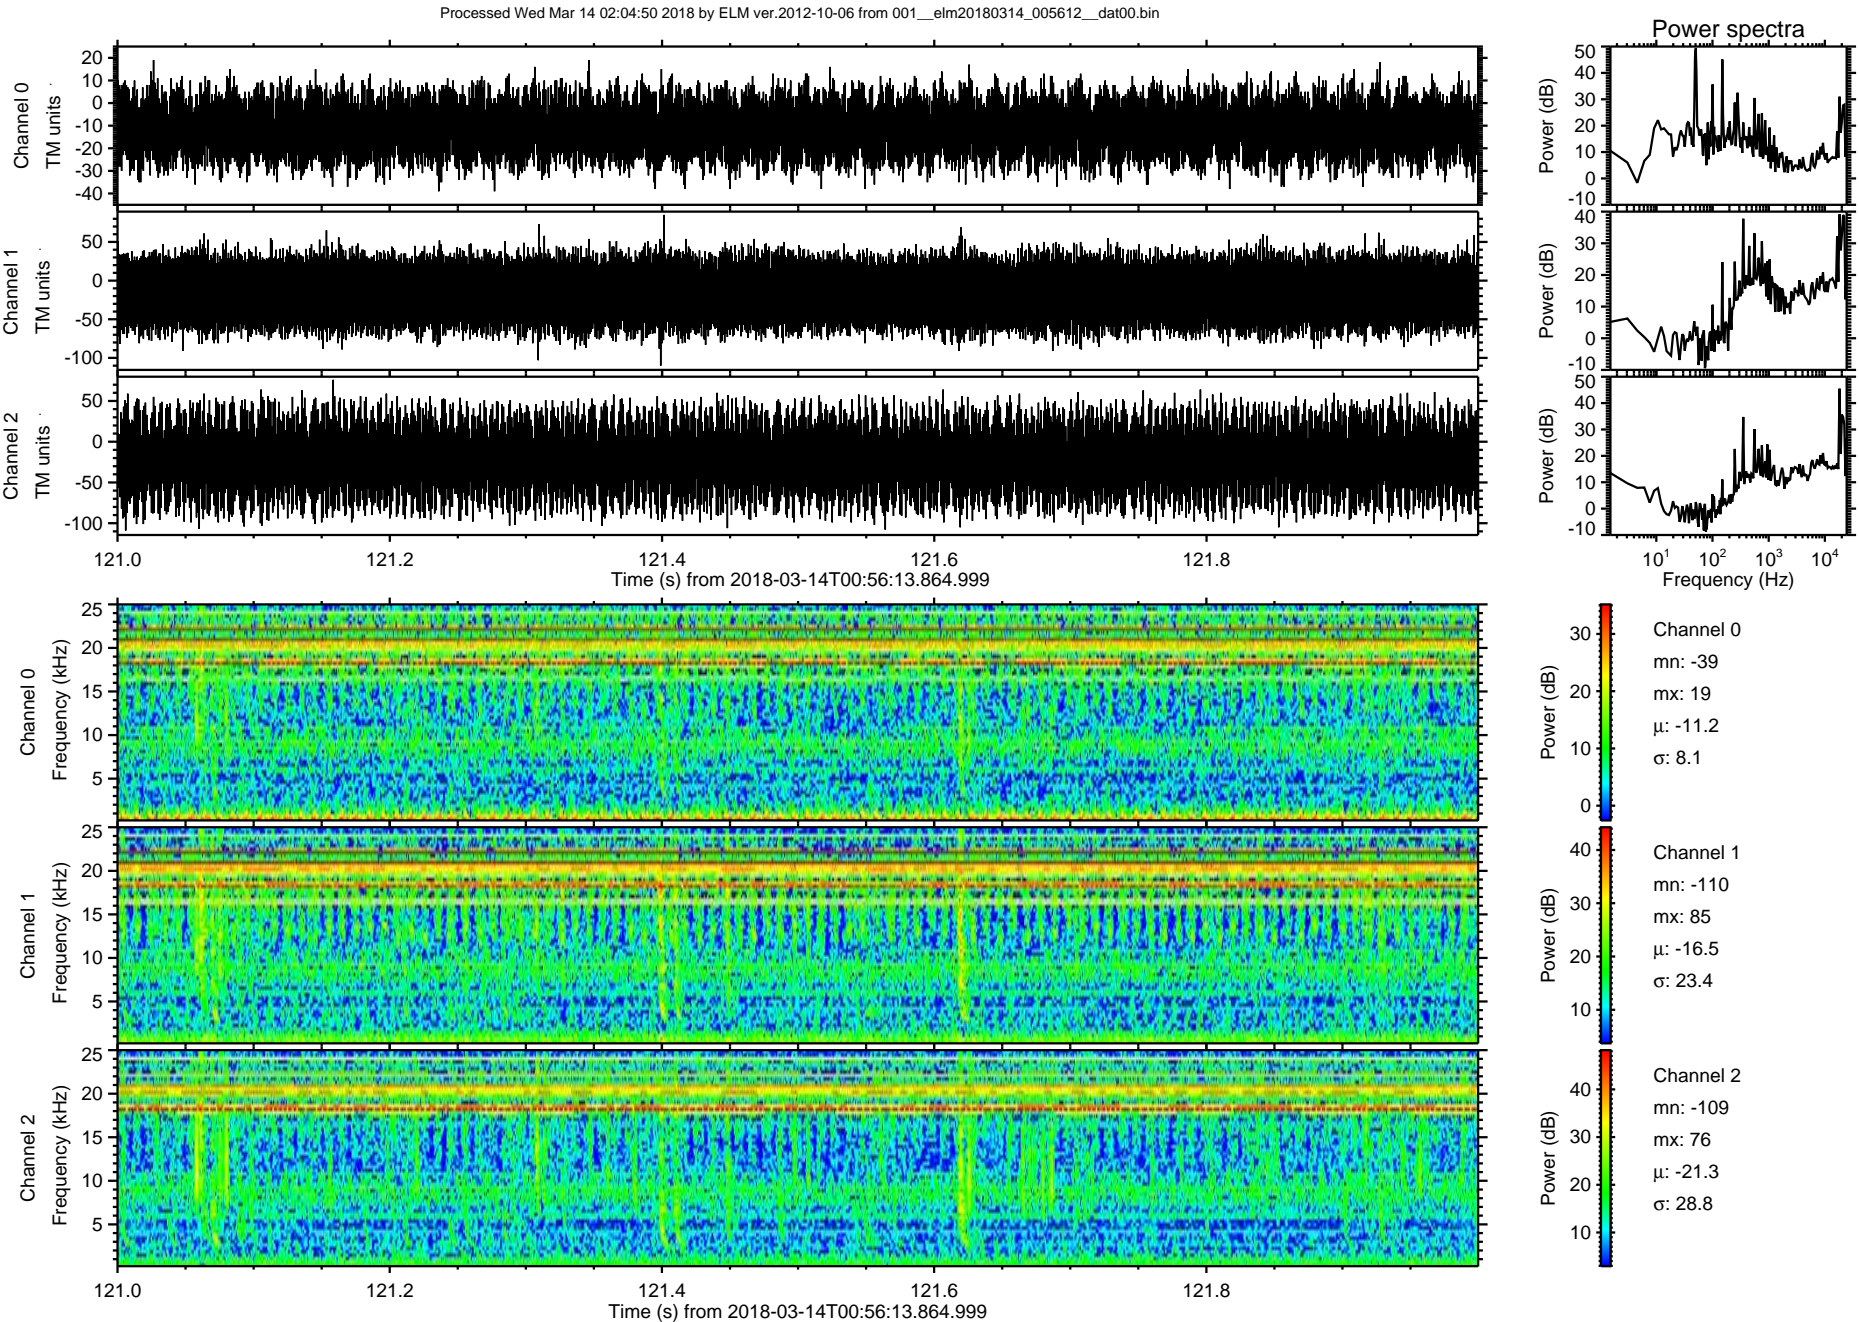 Processed Wed Mar 14 02:04:50 2018 by ELM ver.2012-10-06 from 001__elm20180314_005612__dat00.bin
Power spectra
Channel 0
TM units
20
10
0
-10
-20
-30
-40
Power (dB)
50
40
30
20
10
0
-10
Channel 1
TM units
50
0
-50
-100
Power (dB)
40
30
20
10
0
-10
Channel 2
TM units
50
0
-50
-100
Power (dB)
50
40
30
20
10
0
-10
121.0 121.2 121.4 121.6 121.8
Time (s) from 2018-03-14T00:56:13.864.999
10^1 10^2 10^3 10^4
Frequency (Hz)
Channel 0
Frequency (kHz)
25
20
15
10
5
Power (dB)
30
20
10
0
Channel 0
mn: -39
mx: 19
μ: -11.2
σ: 8.1
Channel 1
Frequency (kHz)
25
20
15
10
5
Power (dB)
40
30
20
10
Channel 1
mn: -110
mx: 85
μ: -16.5
σ: 23.4
Channel 2
Frequency (kHz)
25
20
15
10
5
Power (dB)
40
30
20
10
Channel 2
mn: -109
mx: 76
μ: -21.3
σ: 28.8
121.0 121.2 121.4 121.6 121.8
Time (s) from 2018-03-14T00:56:13.864.999